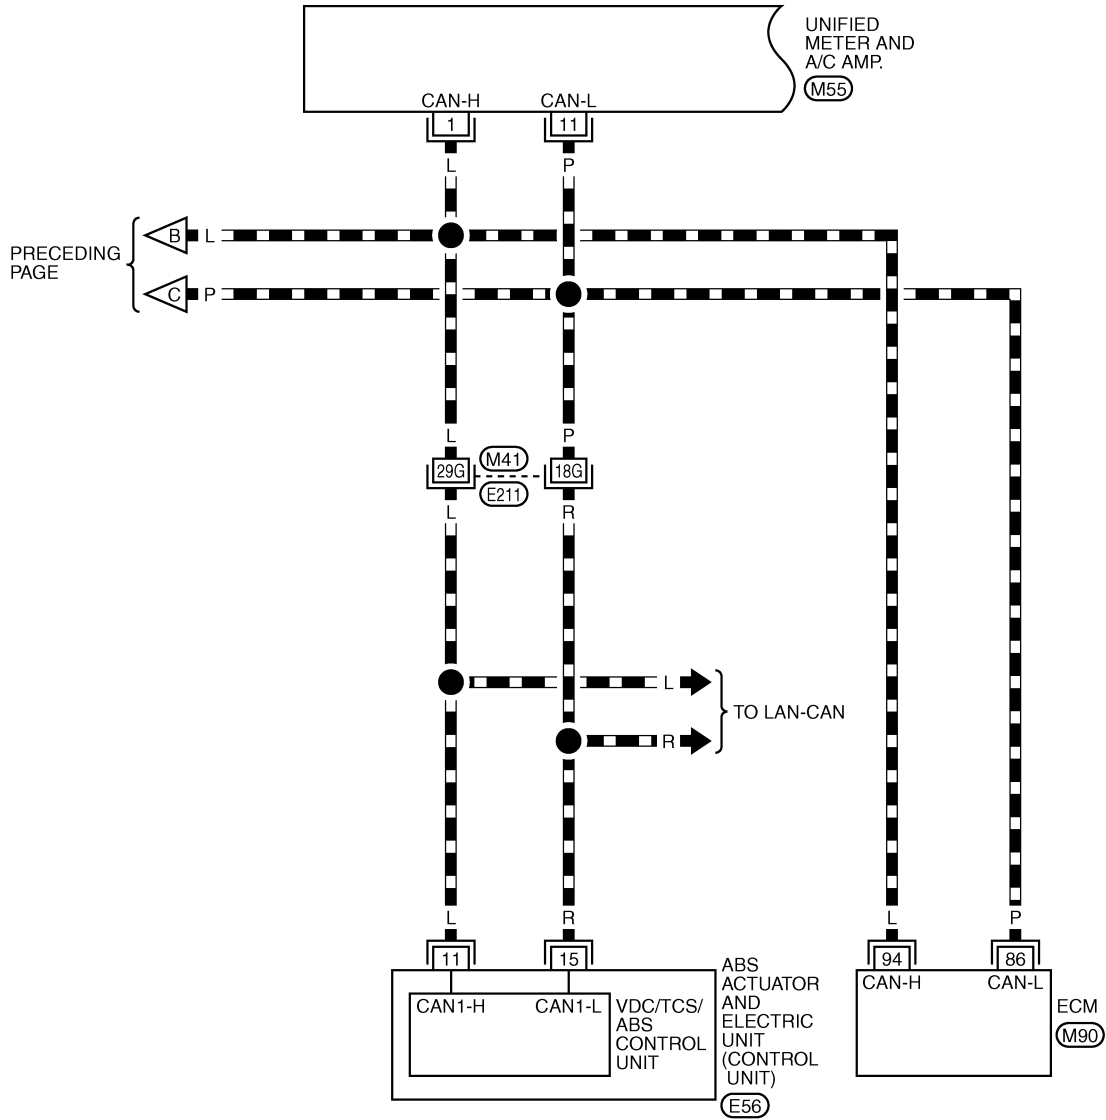 UNIFIED
METER AND
A/C AMP.
M55
CAN-H
CAN-L
1
11
L
P
PRECEDING
PAGE
B
L
C
P
L
P
29G
M41
18G
E211
L
R
L
R
TO LAN-CAN
L
R
L
P
11
15
94
86
CAN1-H
CAN1-L
VDC/TCS/
ABS
CONTROL
UNIT
ABS
ACTUATOR
AND
ELECTRIC
UNIT
(CONTROL
UNIT)
E56
CAN-H
CAN-L
ECM
M90